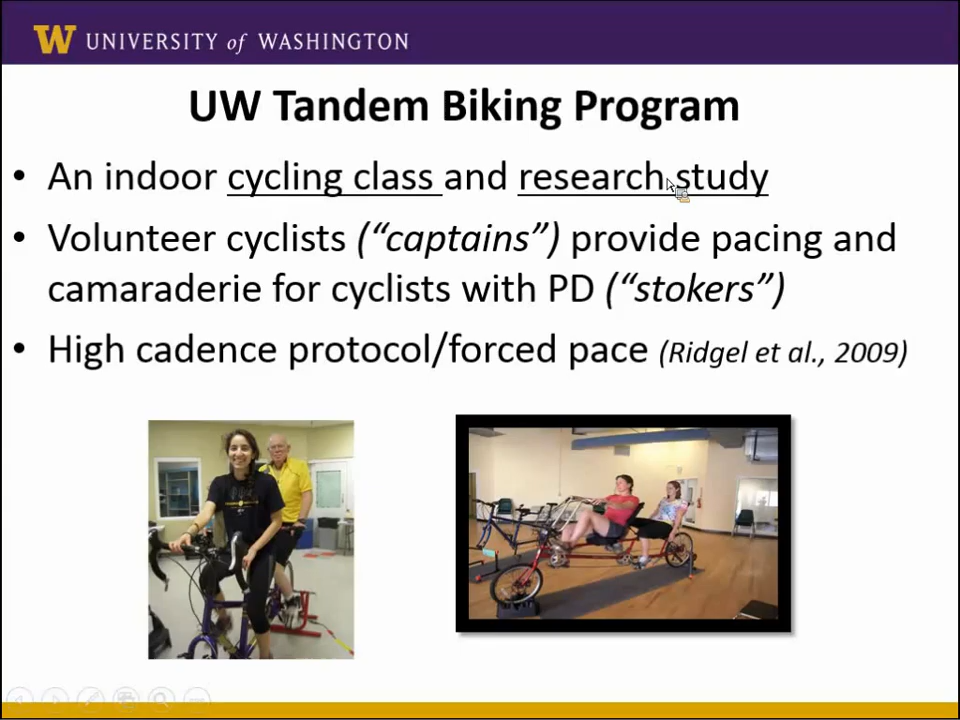 W UNIVERSITY of WASHINGTON
UW Tandem Biking Program
• An indoor cycling class and research study
• Volunteer cyclists (“captains”) provide pacing and
camaraderie for cyclists with PD (“stokers”)
• High cadence protocol/forced pace (Ridgel et al., 2009)